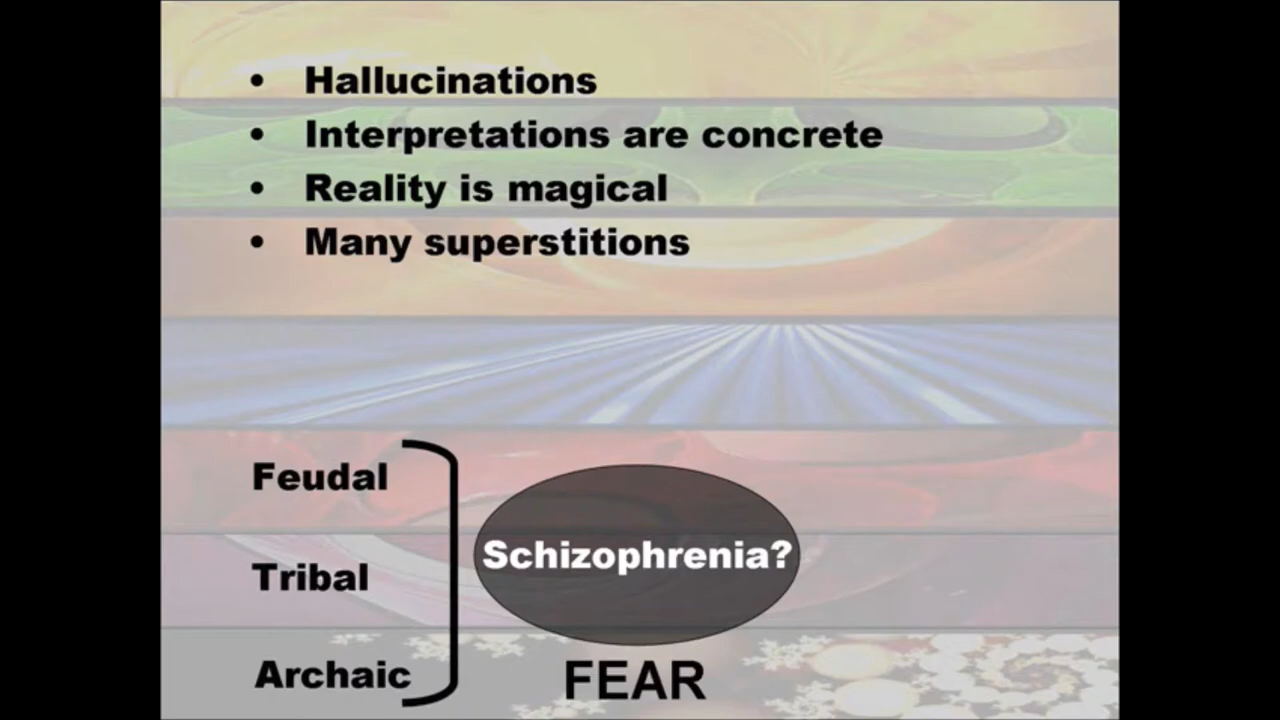 • Hallucinations
• Interpretations are concrete
• Reality is magical
• Many superstitions
Feudal
Schizophrenia?
Tribal
Archaic
FEAR